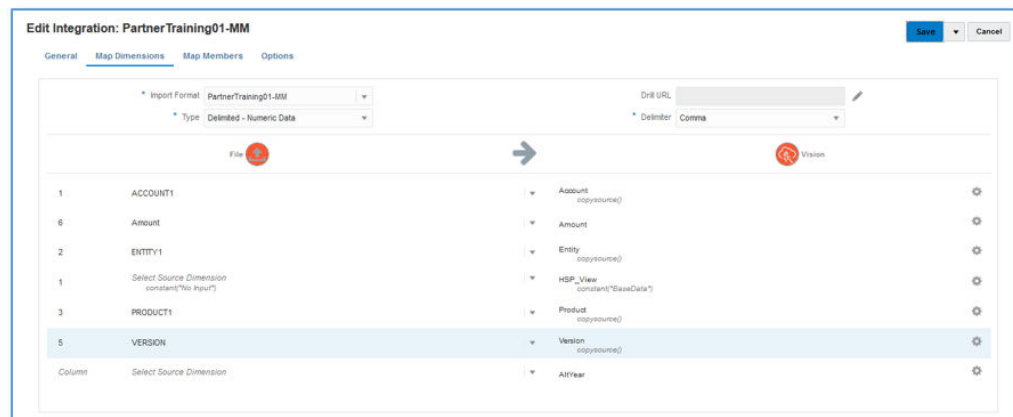 Edit Integration: PartnerTraining01-MM
Save Cancel
General Map Dimensions Map Members Options
* Import Format PartnerTraining01-MM Drill URL
* Type Delimited - Numeric Data * Delimiter Comma
File Vision
1 ACCOUNT1 Account
copysource()
6 Amount Amount
2 ENTITY1 Entity
copysource()
1 Select Source Dimension HSP_View
constant("No Input") constant("BaseData")
3 PRODUCT1 Product
copysource()
5 VERSION Version
copysource()
Column Select Source Dimension AltYear